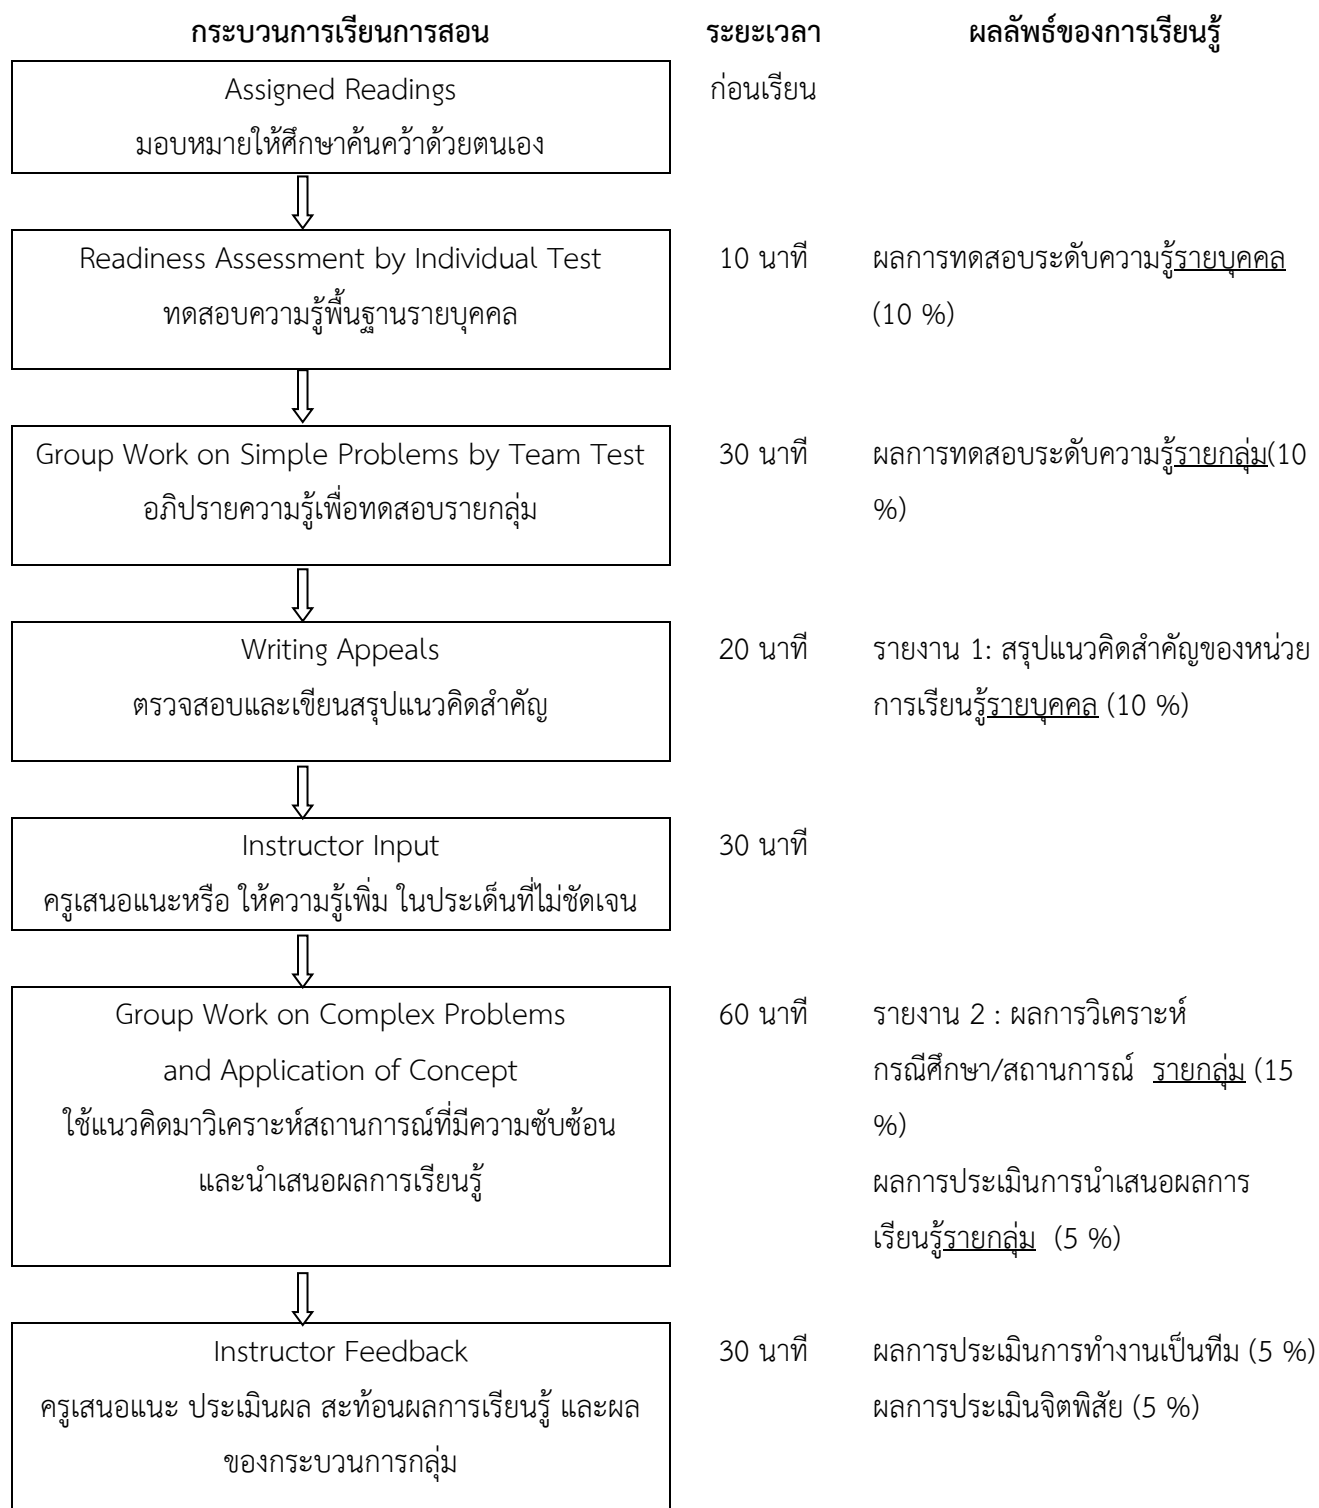 กระบวนการเรียนการสอน ระยะเวลา ผลลัพธ์ของการเรียนรู้
Assigned Readings ก่อนเรียน
มอบหมายให้ศึกษาค้นคว้าด้วยตนเอง
Readiness Assessment by Individual Test 10 นาที ผลการทดสอบระดับความรู้รายบุคคล
ทดสอบความรู้พื้นฐานรายบุคคล (10 %)
Group Work on Simple Problems by Team Test 30 นาที ผลการทดสอบระดับความรู้รายกลุ่ม(10
อภิปรายความรู้เพื่อทดสอบรายกลุ่ม %)
Writing Appeals 20 นาที รายงาน 1: สรุปแนวคิดสำคัญของหน่วย
ตรวจสอบและเขียนสรุปแนวคิดสำคัญ การเรียนรู้รายบุคคล (10 %)
Instructor Input 30 นาที
ครูเสนอแนะหรือ ให้ความรู้เพิ่ม ในประเด็นที่ไม่ชัดเจน
Group Work on Complex Problems 60 นาที รายงาน 2 : ผลการวิเคราะห์
and Application of Concept กรณีศึกษา/สถานการณ์ รายกลุ่ม (15
ใช้แนวคิดมาวิเคราะห์สถานการณ์ที่มีความซับซ้อน %)
และนำเสนอผลการเรียนรู้ ผลการประเมินการนำเสนอผลการ
เรียนรู้รายกลุ่ม (5 %)
Instructor Feedback 30 นาที ผลการประเมินการทำงานเป็นทีม (5 %)
ครูเสนอแนะ ประเมินผล สะท้อนผลการเรียนรู้ และผล ผลการประเมินจิตพิสัย (5 %)
ของกระบวนการกลุ่ม